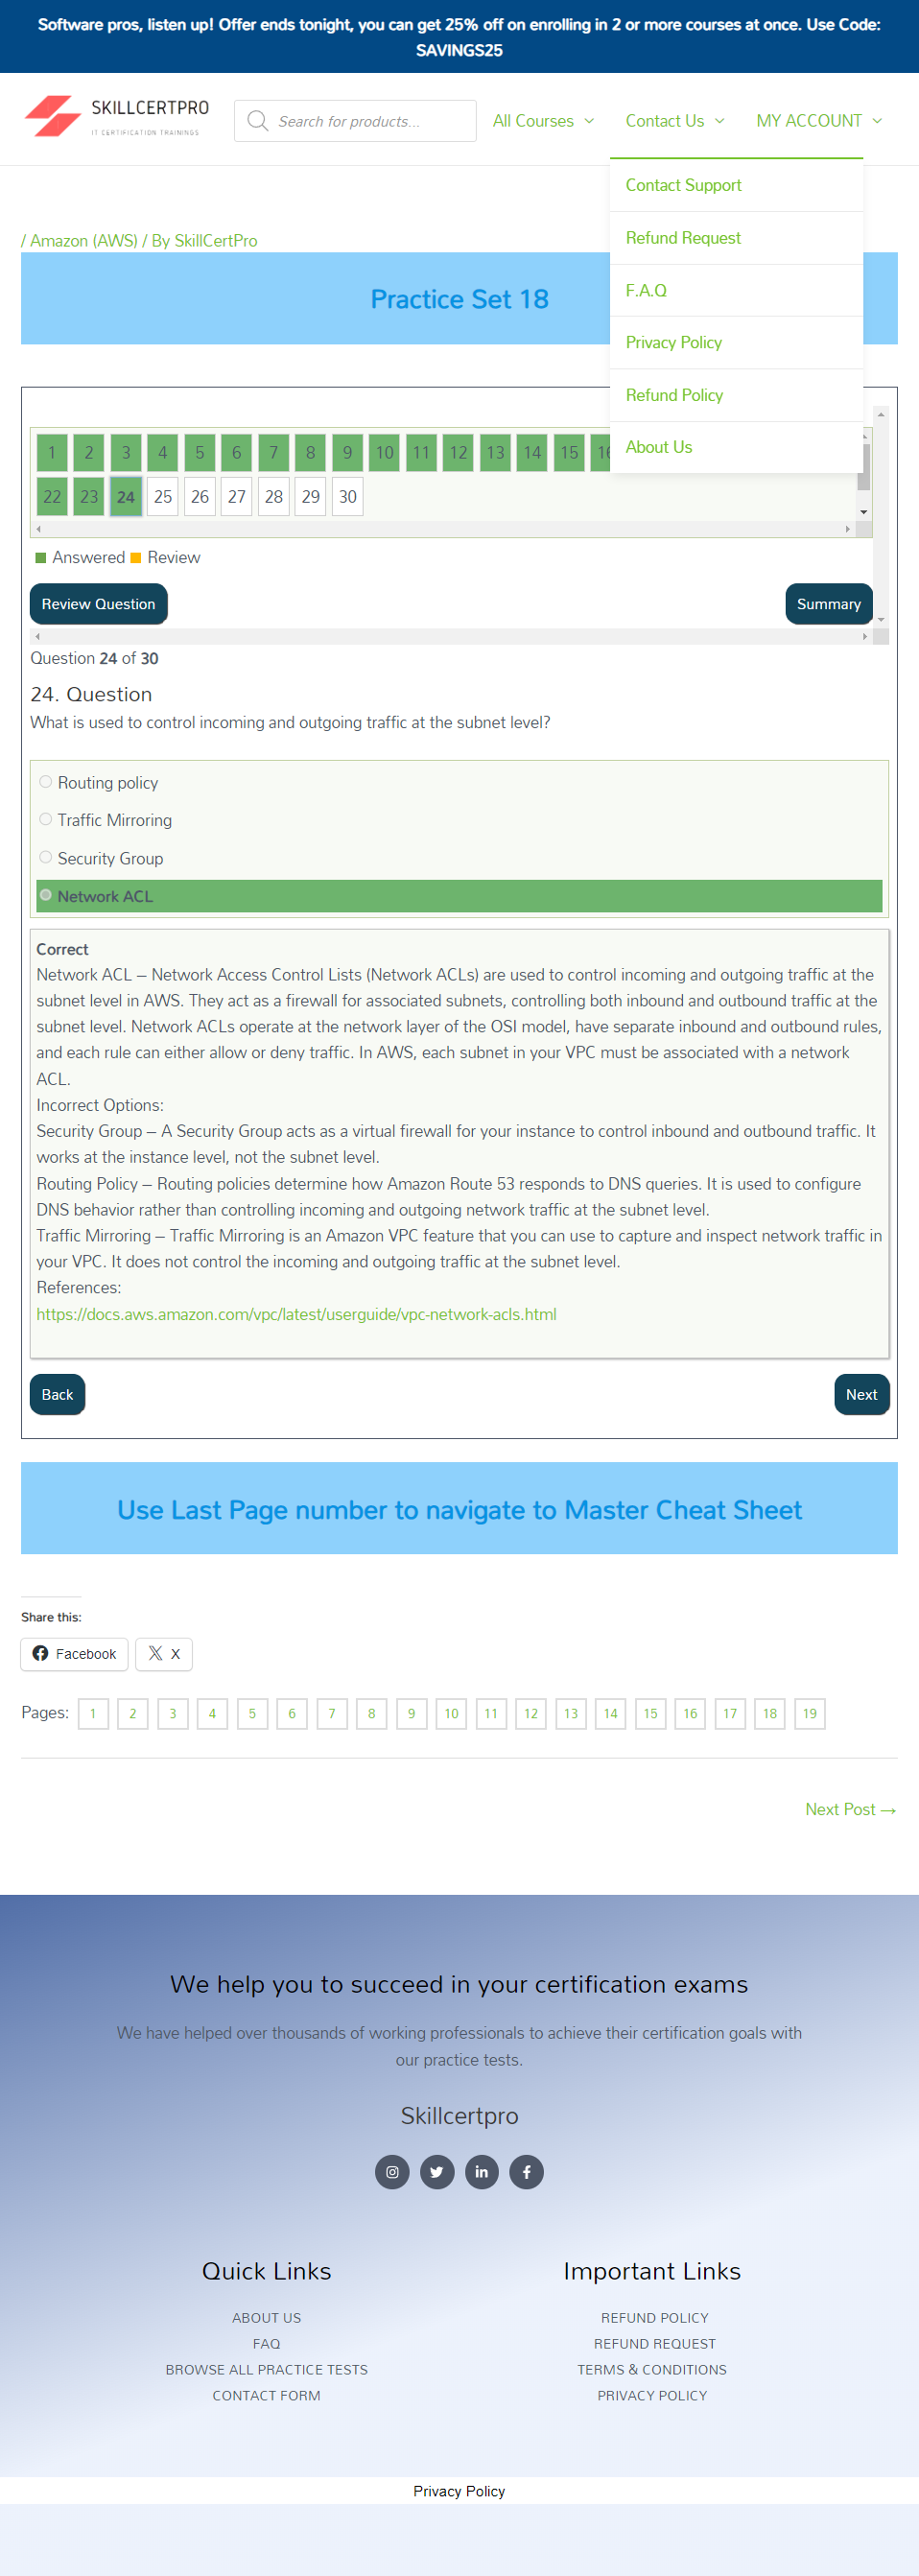 Software pros, listen up! Offer ends tonight, you can get 25% off on enrolling in 2 or more courses at once. Use Code:
SAVINGS25
SKILLCERTPRO
IT CERTIFICATION TRAININGS
Search for products...
All Courses
Contact Us
MY ACCOUNT
Contact Support
Refund Request
F.A.Q
Privacy Policy
Refund Policy
About Us
/ Amazon (AWS) / By SkillCertPro
Practice Set 18
1 2 3 4 5 6 7 8 9 10 11 12 13 14 15 16
22 23 24 25 26 27 28 29 30
Answered Review
Review Question
Summary
Question 24 of 30
24. Question
What is used to control incoming and outgoing traffic at the subnet level?
Routing policy
Traffic Mirroring
Security Group
Network ACL
Correct
Network ACL – Network Access Control Lists (Network ACLs) are used to control incoming and outgoing traffic at the
subnet level in AWS. They act as a firewall for associated subnets, controlling both inbound and outbound traffic at the
subnet level. Network ACLs operate at the network layer of the OSI model, have separate inbound and outbound rules,
and each rule can either allow or deny traffic. In AWS, each subnet in your VPC must be associated with a network
ACL.
Incorrect Options:
Security Group – A Security Group acts as a virtual firewall for your instance to control inbound and outbound traffic. It
works at the instance level, not the subnet level.
Routing Policy – Routing policies determine how Amazon Route 53 responds to DNS queries. It is used to configure
DNS behavior rather than controlling incoming and outgoing network traffic at the subnet level.
Traffic Mirroring – Traffic Mirroring is an Amazon VPC feature that you can use to capture and inspect network traffic in
your VPC. It does not control the incoming and outgoing traffic at the subnet level.
References:
https://docs.aws.amazon.com/vpc/latest/userguide/vpc-network-acls.html
Back
Next
Use Last Page number to navigate to Master Cheat Sheet
Share this:
Facebook
X
Pages: 1 2 3 4 5 6 7 8 9 10 11 12 13 14 15 16 17 18 19
Next Post →
We help you to succeed in your certification exams
We have helped over thousands of working professionals to achieve their certification goals with
our practice tests.
Skillcertpro
Quick Links
ABOUT US
FAQ
BROWSE ALL PRACTICE TESTS
CONTACT FORM
Important Links
REFUND POLICY
REFUND REQUEST
TERMS & CONDITIONS
PRIVACY POLICY
Privacy Policy